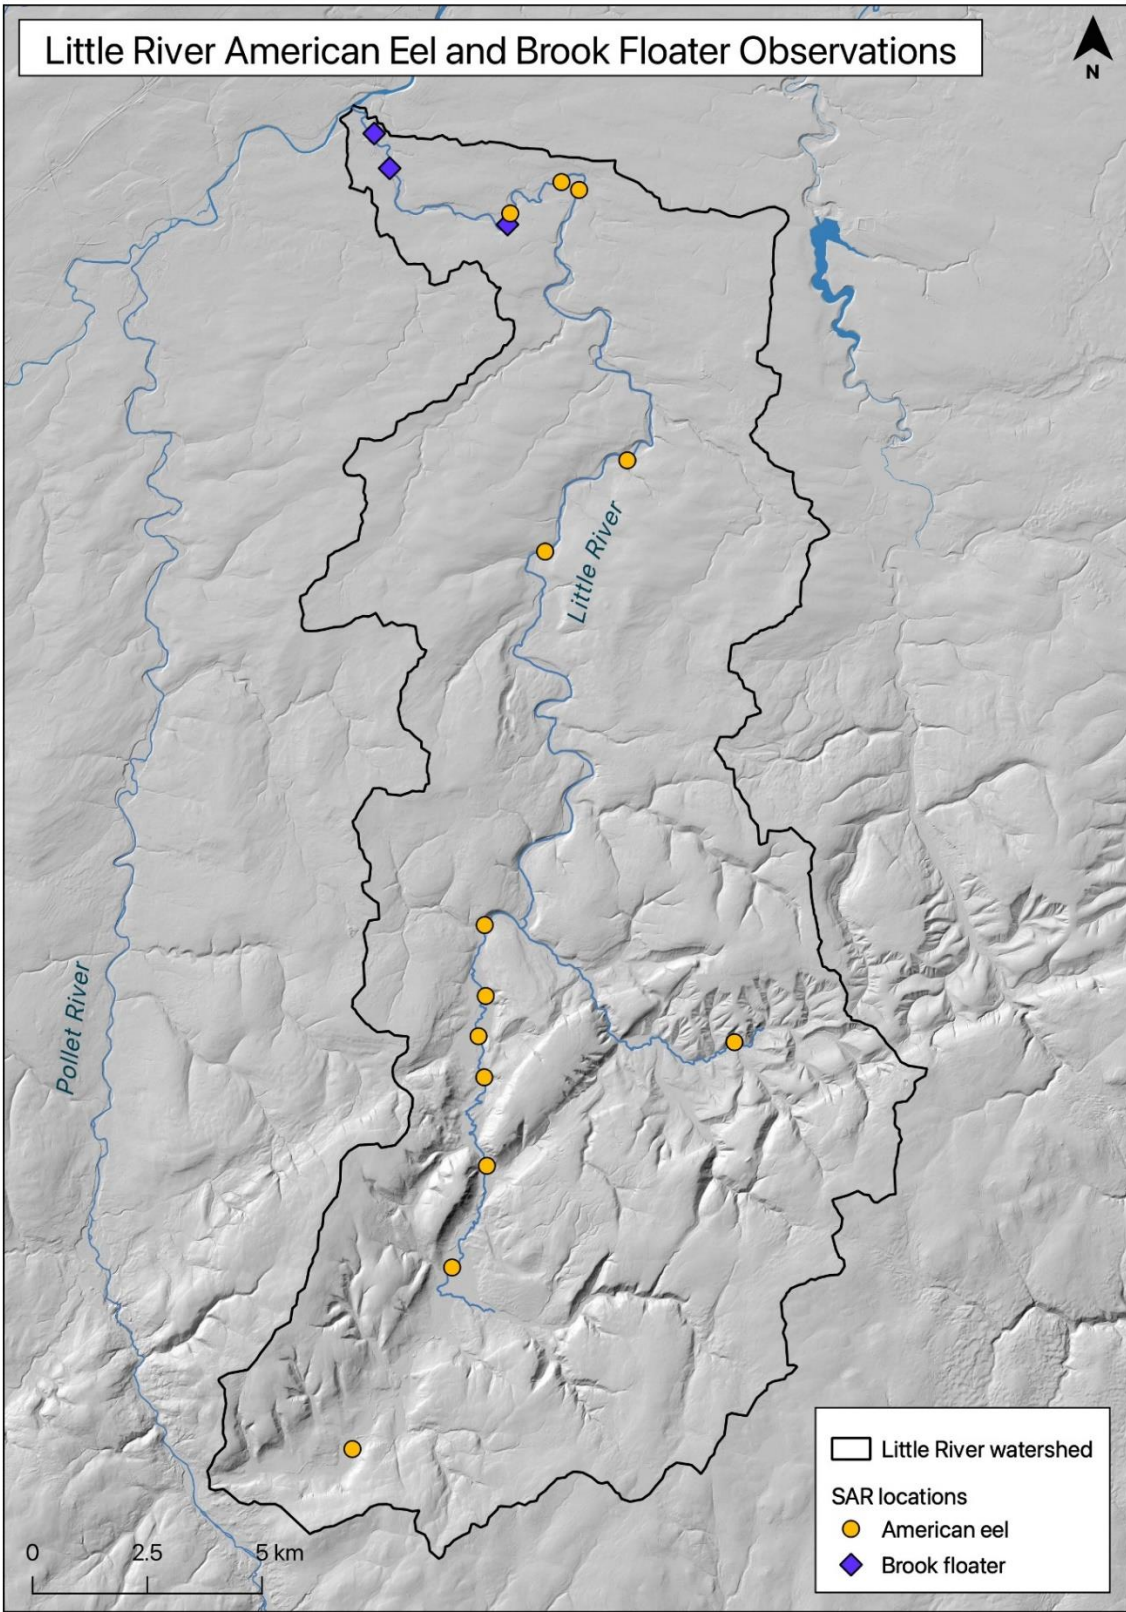 Little River American Eel and Brook Floater Observations
N
Little River
Pollet River
Little River watershed
SAR locations
American eel
Brook floater
0 2.5 5 km